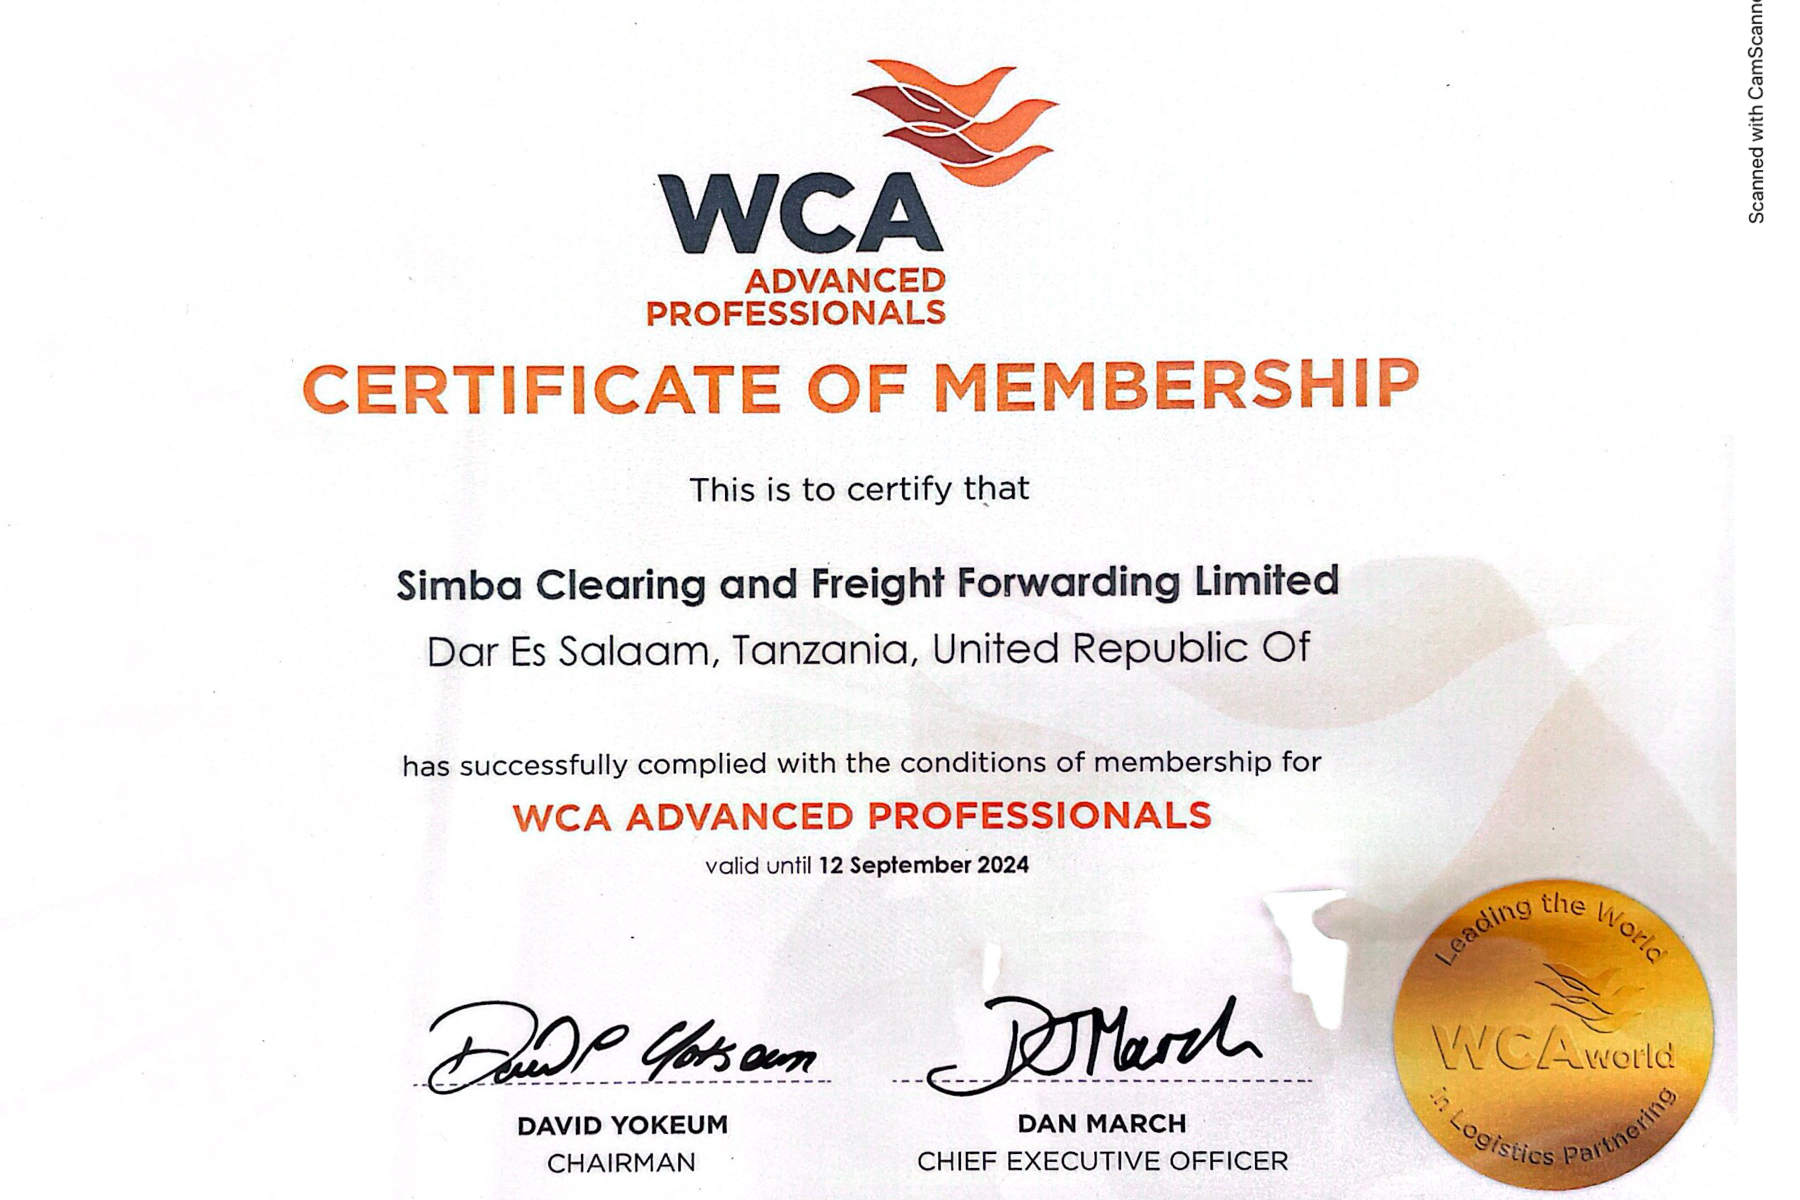 Scanned with CamScanne
WCA
ADVANCED
PROFESSIONALS
CERTIFICATE OF MEMBERSHIP
This is to certify that
Simba Clearing and Freight Forwarding Limited
Dar Es Salaam, Tanzania, United Republic Of
has successfully complied with the conditions of membership for
WCA ADVANCED PROFESSIONALS
valid until 12 September 2024
David P Yokeum
DJMarch
DAVID YOKEUM
CHAIRMAN
DAN MARCH
CHIEF EXECUTIVE OFFICER
Leading the World
WCAworld
in Logistics Partnering